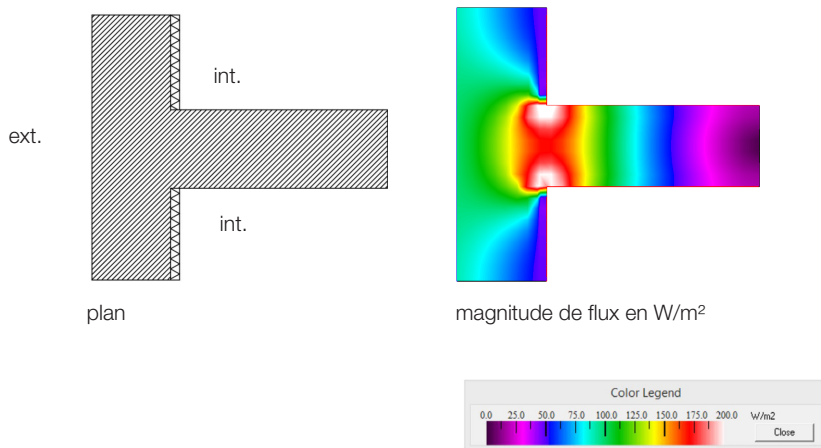 int.
ext.
int.
plan
magnitude de flux en W/m²
Color Legend
0.0 25.0 50.0 75.0 100.0 125.0 150.0 175.0 200.0 W/m2
Close